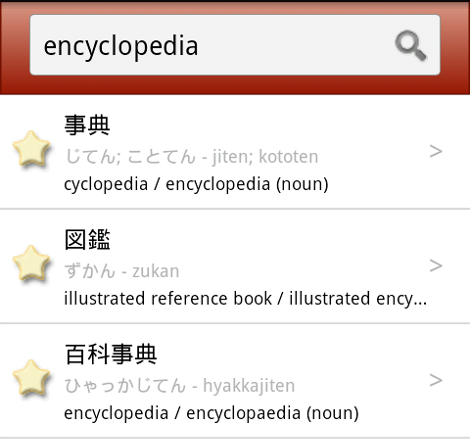 encyclopedia
事典
じてん; ことてん - jiten; kototen
cyclopedia / encyclopedia (noun)
>
図鑑
ずかん - zukan
illustrated reference book / illustrated ency...
>
百科事典
ひゃっかじてん - hyakkajiten
encyclopedia / encyclopaedia (noun)
>